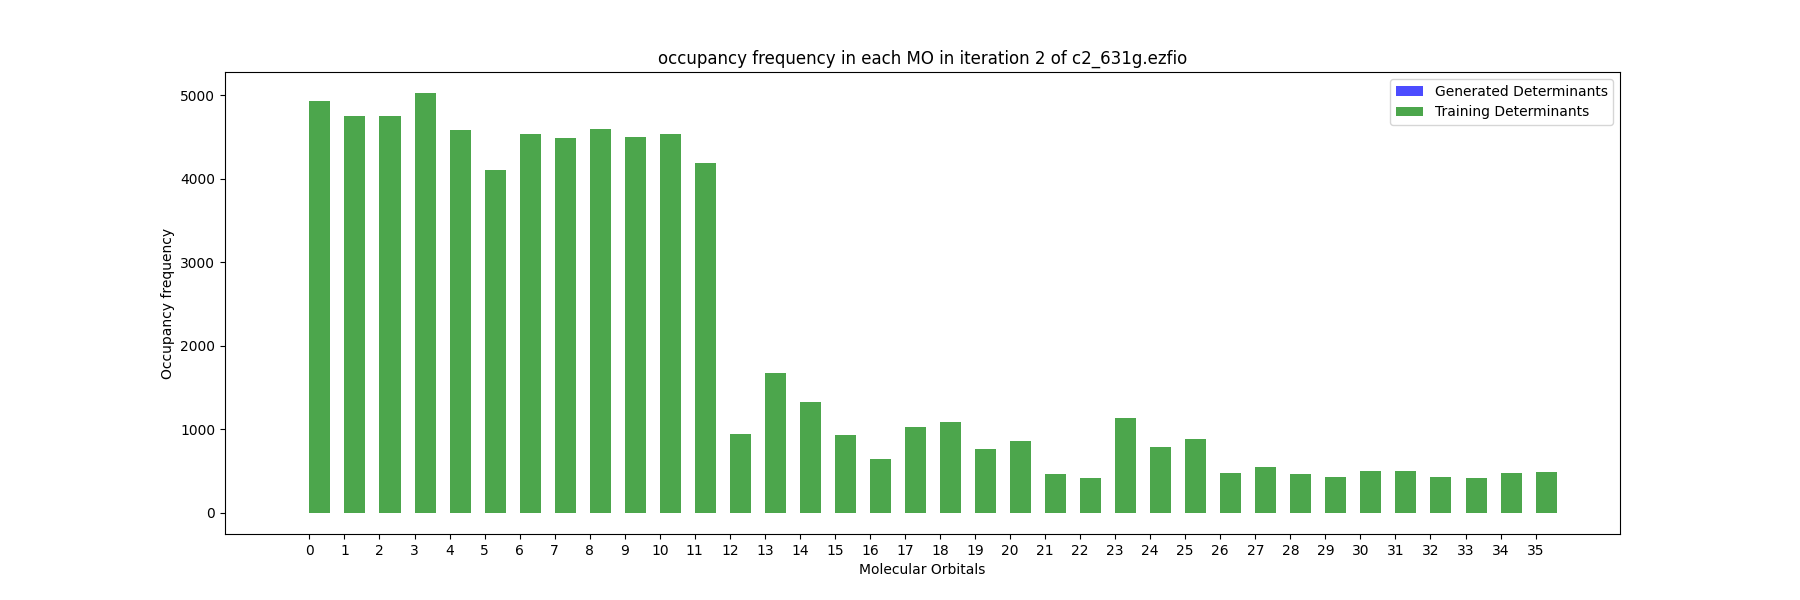 occupancy frequency in each MO in iteration 2 of c2_631g.ezfio
Generated Determinants
Training Determinants
Occupancy frequency
5000
4000
3000
2000
1000
0
0 1 2 3 4 5 6 7 8 9 10 11 12 13 14 15 16 17 18 19 20 21 22 23 24 25 26 27 28 29 30 31 32 33 34 35
Molecular Orbitals